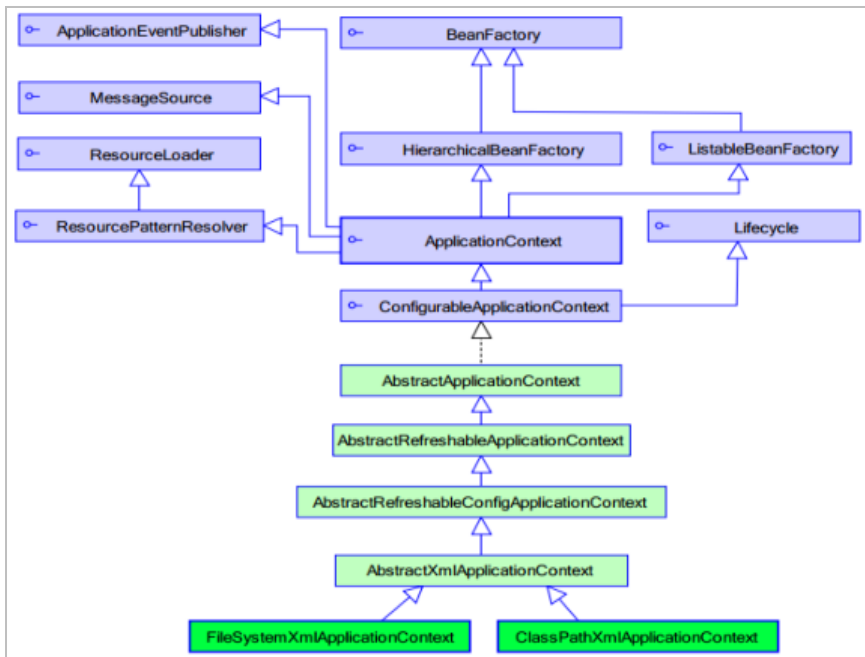 ApplicationEventPublisher
BeanFactory
MessageSource
ResourceLoader
HierarchicalBeanFactory
ListableBeanFactory
ResourcePatternResolver
ApplicationContext
Lifecycle
ConfigurableApplicationContext
AbstractApplicationContext
AbstractRefreshableApplicationContext
AbstractRefreshableConfigApplicationContext
AbstractXmlApplicationContext
FileSystemXmlApplicationContext
ClassPathXmlApplicationContext